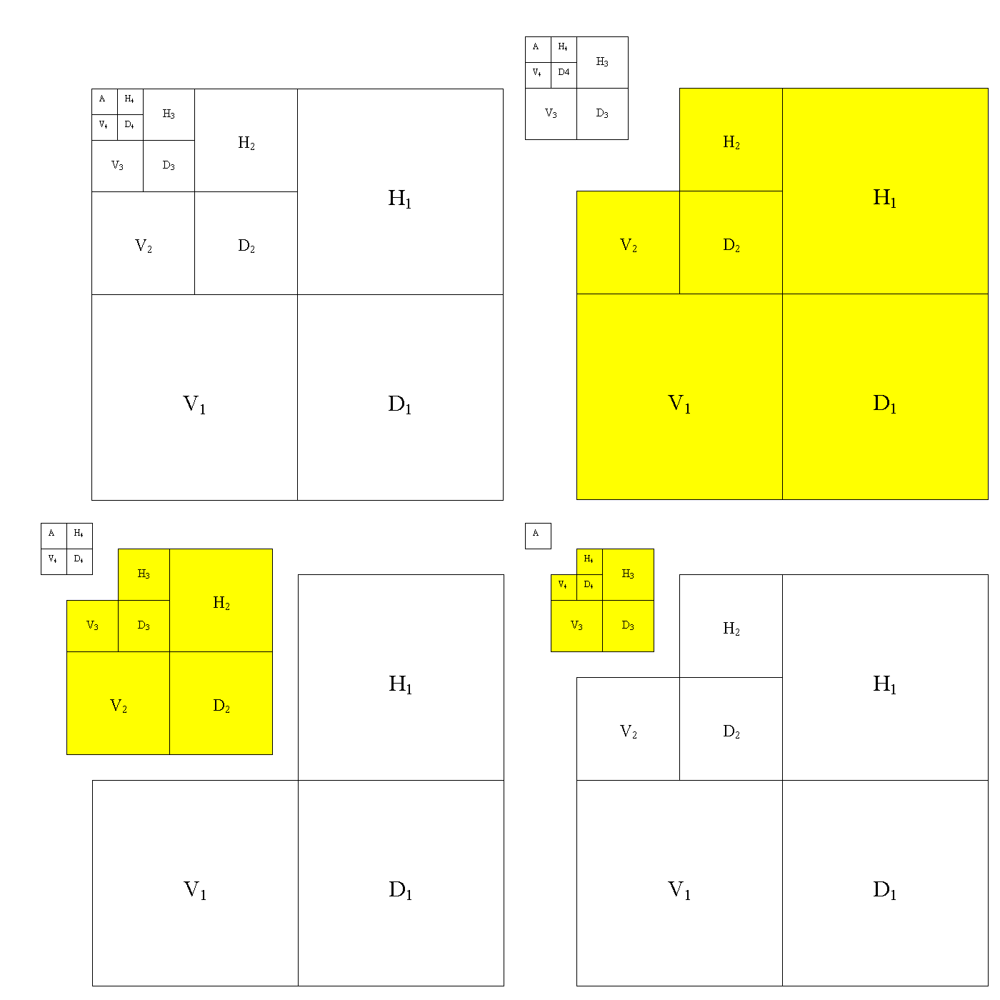 A H₄ H₃
V₄ D₄
V₃ D₃
H₂
V₂ D₂
H₁
V₁ D₁
A H₄ H₃
V₄ D4
V₃ D₃
H₂
V₂ D₂
H₁
V₁ D₁
A H₄
V₄ D₄
H₃
V₃ D₃
H₂
V₂ D₂
H₁
V₁ D₁
A
H₄ H₃
V₄ D₄
V₃ D₃
H₂
V₂ D₂
H₁
V₁ D₁